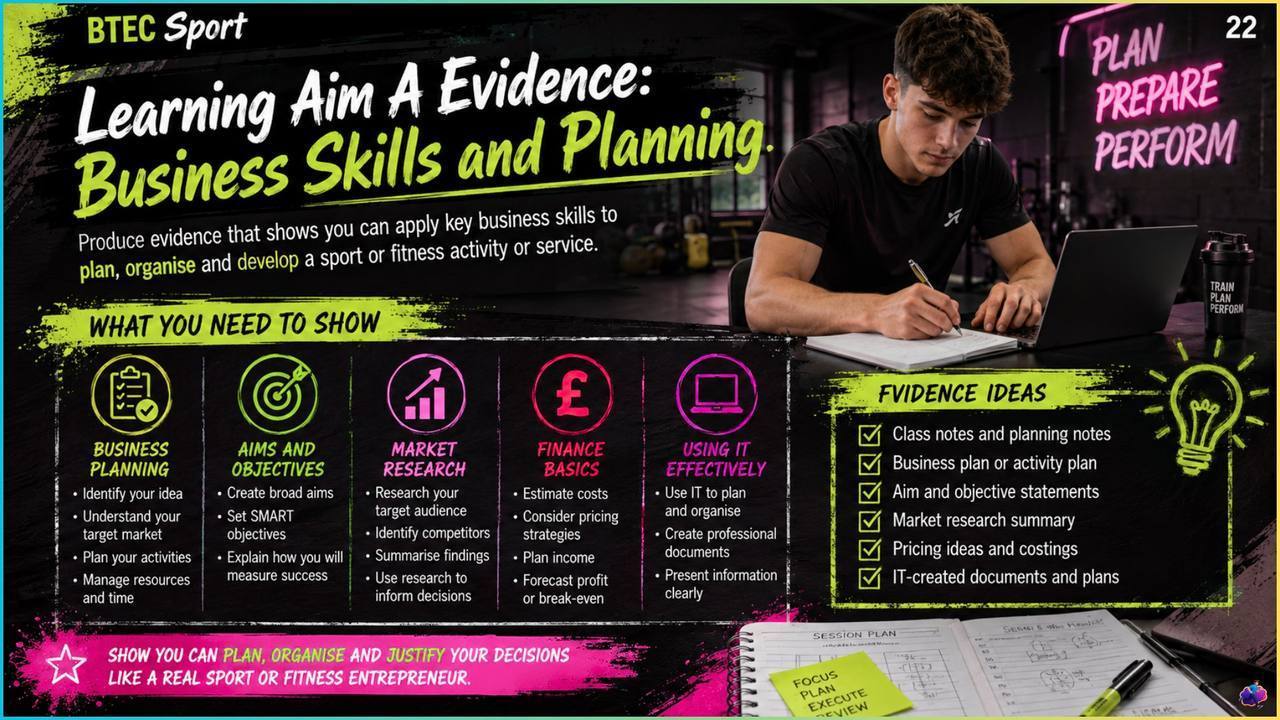 BTEC Sport
22
Learning Aim A Evidence:
Business Skills and Planning.
Produce evidence that shows you can apply key business skills to
plan, organise and develop a sport or fitness activity or service.
PLAN
PREPARE
PERFORM
TRAIN
PLAN
PERFORM
WHAT YOU NEED TO SHOW
BUSINESS
PLANNING
• Identify your idea
• Understand your
target market
• Plan your activities
• Manage resources
and time
AIMS AND
OBJECTIVES
• Create broad aims
• Set SMART
objectives
• Explain how you will
measure success
MARKET
RESEARCH
• Research your
target audience
• Identify competitors
• Summarise findings
• Use research to
inform decisions
£
FINANCE
BASICS
• Estimate costs
• Consider pricing
strategies
• Plan income
• Forecast profit
or break-even
USING IT
EFFECTIVELY
• Use IT to plan
and organise
• Create professional
documents
• Present information
clearly
FVIDENCE IDEAS
Class notes and planning notes
Business plan or activity plan
Aim and objective statements
Market research summary
Pricing ideas and costings
IT-created documents and plans
SHOW YOU CAN PLAN, ORGANISE AND JUSTIFY YOUR DECISIONS
LIKE A REAL SPORT OR FITNESS ENTREPRENEUR.
SESSION PLAN
FOCUS
PLAN
EXECUTE
REVIEW